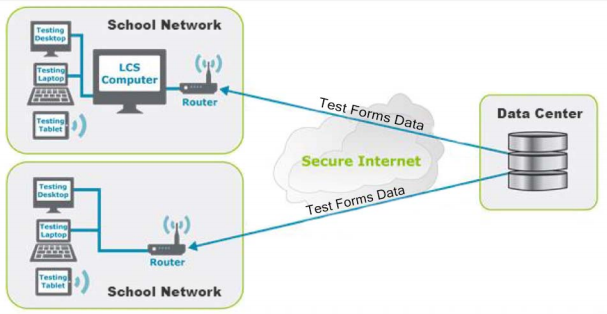 School Network
Testing
Desktop
Testing
Laptop
Testing
Tablet
LCS
Computer
Router
Test Forms Data
Secure Internet
Data Center
Test Forms Data
Testing
Desktop
Testing
Laptop
Testing
Tablet
Router
School Network